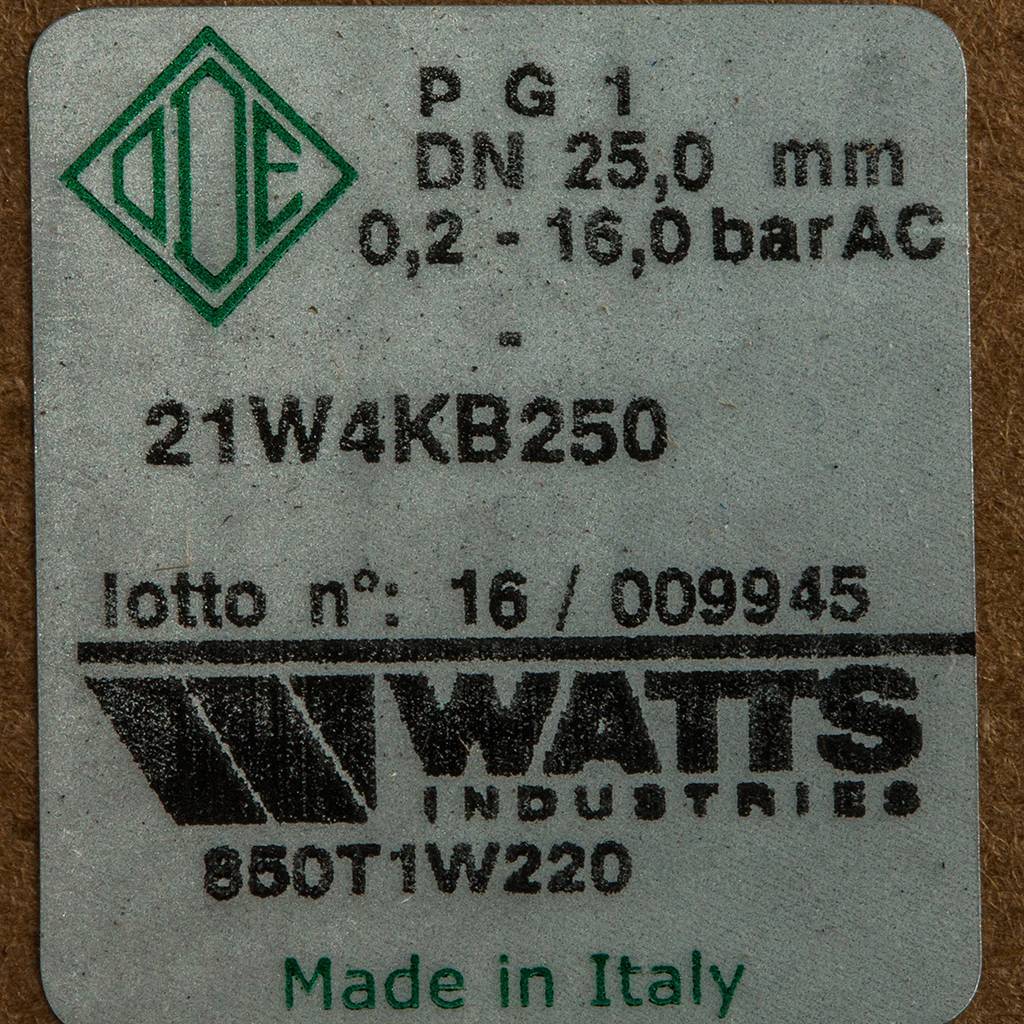 ODE
P G 1
DN 25,0 mm
0,2 - 16,0 bar AC
-
21W4KB250
lotto n°: 16 / 009945
WATTS
INDUSTRIES
850T1W220
Made in Italy